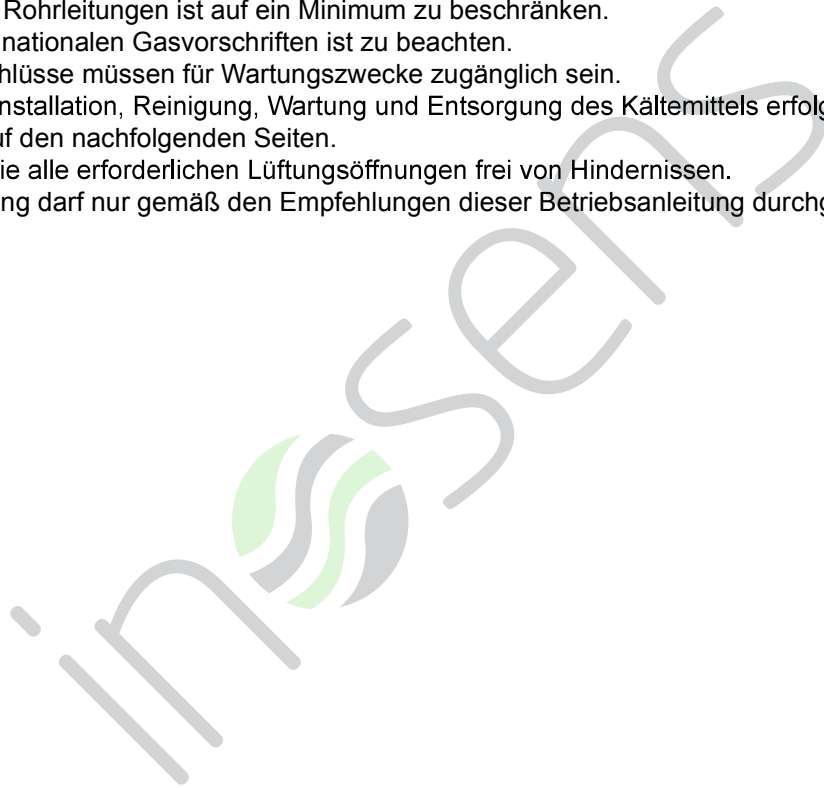 Rohrleitungen ist auf ein Minimum zu beschränken.
nationalen Gasvorschriften ist zu beachten.
hlüsse müssen für Wartungszwecke zugänglich sein.
nstallation, Reinigung, Wartung und Entsorgung des Kältemittels erfolg
uf den nachfolgenden Seiten.
ie alle erforderlichen Lüftungsöffnungen frei von Hindernissen.
ng darf nur gemäß den Empfehlungen dieser Betriebsanleitung durchg
inosens